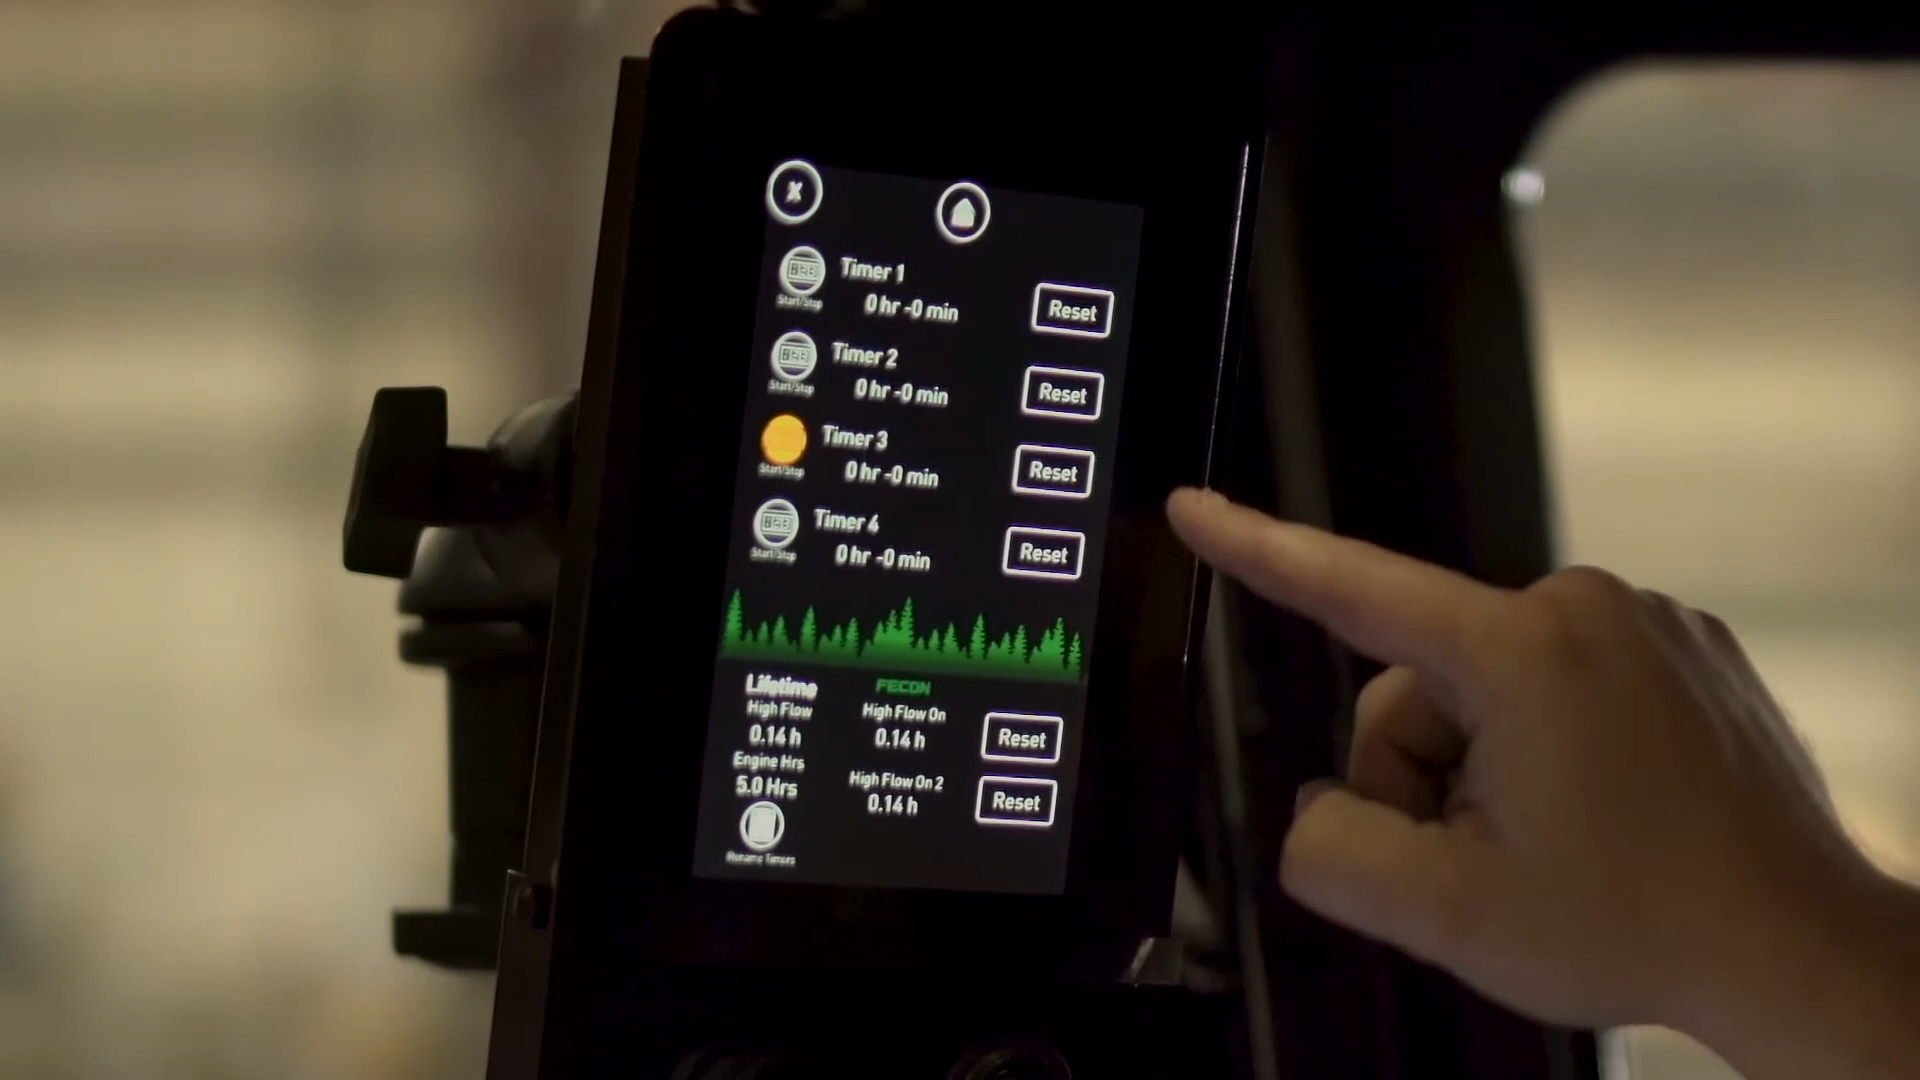 X
Timer 1
0 hr -0 min
Start/Stop
Reset
Timer 2
0 hr -0 min
Start/Stop
Reset
Timer 3
0 hr -0 min
Start/Stop
Reset
Timer 4
0 hr -0 min
Start/Stop
Reset
Lifetime
High Flow
0.14 h
Engine Hrs
5.0 Hrs
FECON
High Flow On
0.14 h
Reset
High Flow On 2
0.14 h
Reset
Rename Timers